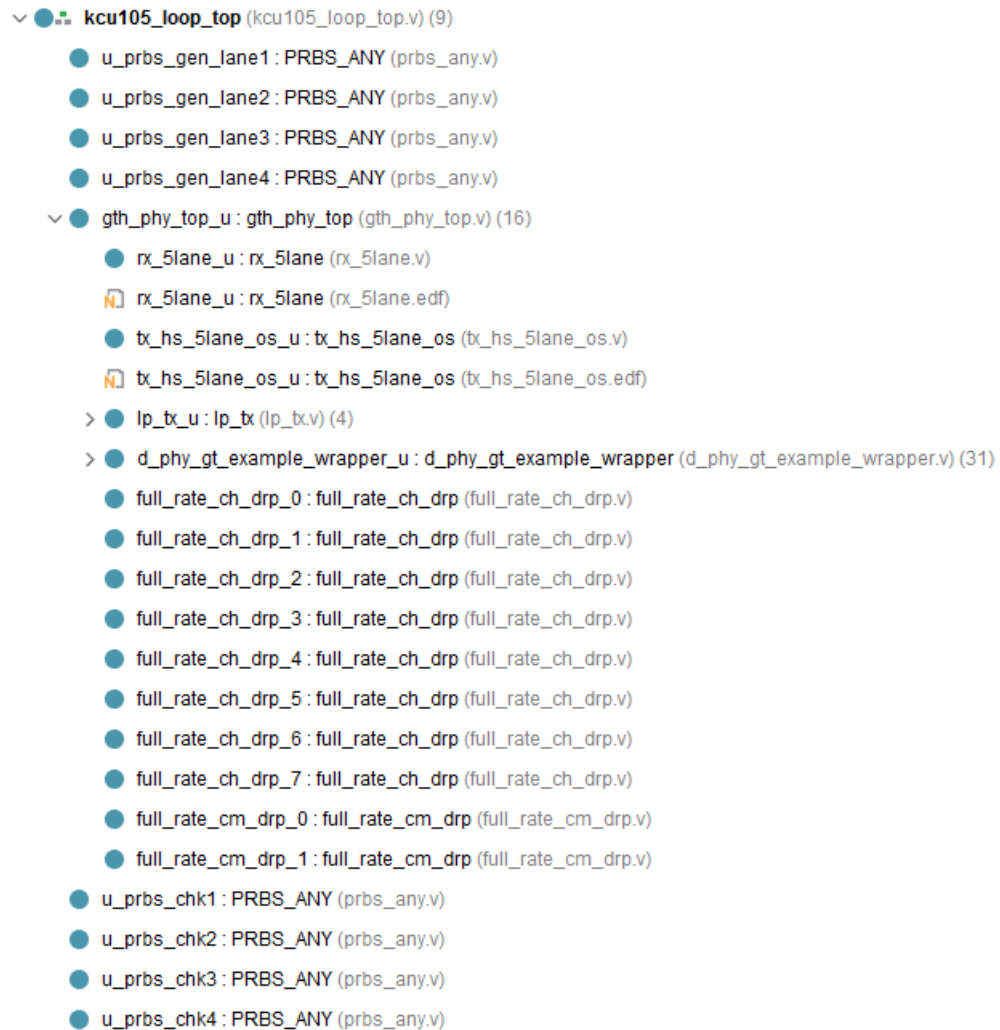 kcu105_loop_top (kcu105_loop_top.v) (9)
u_prbs_gen_lane1 : PRBS_ANY (prbs_any.v)
u_prbs_gen_lane2 : PRBS_ANY (prbs_any.v)
u_prbs_gen_lane3 : PRBS_ANY (prbs_any.v)
u_prbs_gen_lane4 : PRBS_ANY (prbs_any.v)
gth_phy_top_u : gth_phy_top (gth_phy_top.v) (16)
rx_5lane_u : rx_5lane (rx_5lane.v)
N rx_5lane_u : rx_5lane (rx_5lane.edf)
tx_hs_5lane_os_u : tx_hs_5lane_os (tx_hs_5lane_os.v)
N tx_hs_5lane_os_u : tx_hs_5lane_os (tx_hs_5lane_os.edf)
lp_tx_u : lp_tx (lp_tx.v) (4)
d_phy_gt_example_wrapper_u : d_phy_gt_example_wrapper (d_phy_gt_example_wrapper.v) (31)
full_rate_ch_drp_0 : full_rate_ch_drp (full_rate_ch_drp.v)
full_rate_ch_drp_1 : full_rate_ch_drp (full_rate_ch_drp.v)
full_rate_ch_drp_2 : full_rate_ch_drp (full_rate_ch_drp.v)
full_rate_ch_drp_3 : full_rate_ch_drp (full_rate_ch_drp.v)
full_rate_ch_drp_4 : full_rate_ch_drp (full_rate_ch_drp.v)
full_rate_ch_drp_5 : full_rate_ch_drp (full_rate_ch_drp.v)
full_rate_ch_drp_6 : full_rate_ch_drp (full_rate_ch_drp.v)
full_rate_ch_drp_7 : full_rate_ch_drp (full_rate_ch_drp.v)
full_rate_cm_drp_0 : full_rate_cm_drp (full_rate_cm_drp.v)
full_rate_cm_drp_1 : full_rate_cm_drp (full_rate_cm_drp.v)
u_prbs_chk1 : PRBS_ANY (prbs_any.v)
u_prbs_chk2 : PRBS_ANY (prbs_any.v)
u_prbs_chk3 : PRBS_ANY (prbs_any.v)
u_prbs_chk4 : PRBS_ANY (prbs_any.v)